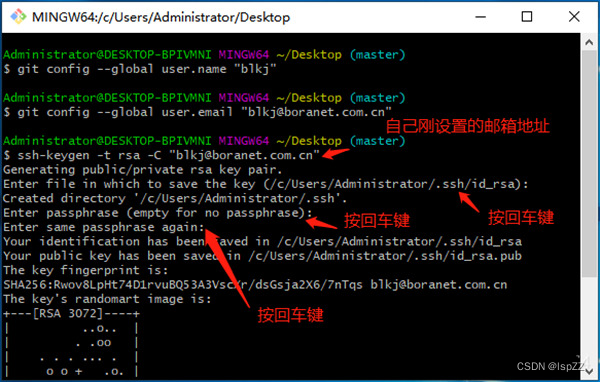 MINGW64:/c/Users/Administrator/Desktop
Administrator@DESKTOP-BPIVMNI MINGW64 ~/Desktop (master)
$ git config --global user.name "blkj"
Administrator@DESKTOP-BPIVMNI MINGW64 ~/Desktop (master)
$ git config --global user.email "blkj@boranet.com.cn"
自己刚设置的邮箱地址
Administrator@DESKTOP-BPIVMNI MINGW64 ~/Desktop (master)
$ ssh-keygen -t rsa -C "blkj@boranet.com.cn"
Generating public/private rsa key pair.
Enter file in which to save the key (/c/Users/Administrator/.ssh/id_rsa):
Created directory '/c/Users/Administrator/.ssh'.
Enter passphrase (empty for no passphrase):
按回车键
按回车键
Enter same passphrase again:
Your identification has been saved in /c/Users/Administrator/.ssh/id_rsa
Your public key has been saved in /c/Users/Administrator/.ssh/id_rsa.pub
The key fingerprint is:
SHA256:Rwov8LpHt74D1rvuBQ53A3Vsc r/dsGsja2X6/7nTqs blkj@boranet.com.cn
The key's randomart image is:
按回车键
+---[RSA 3072]----+
| ..o.. |
| . .oo |
| . . . ... . |
| o o + .o. |
CSDN @lspZZ